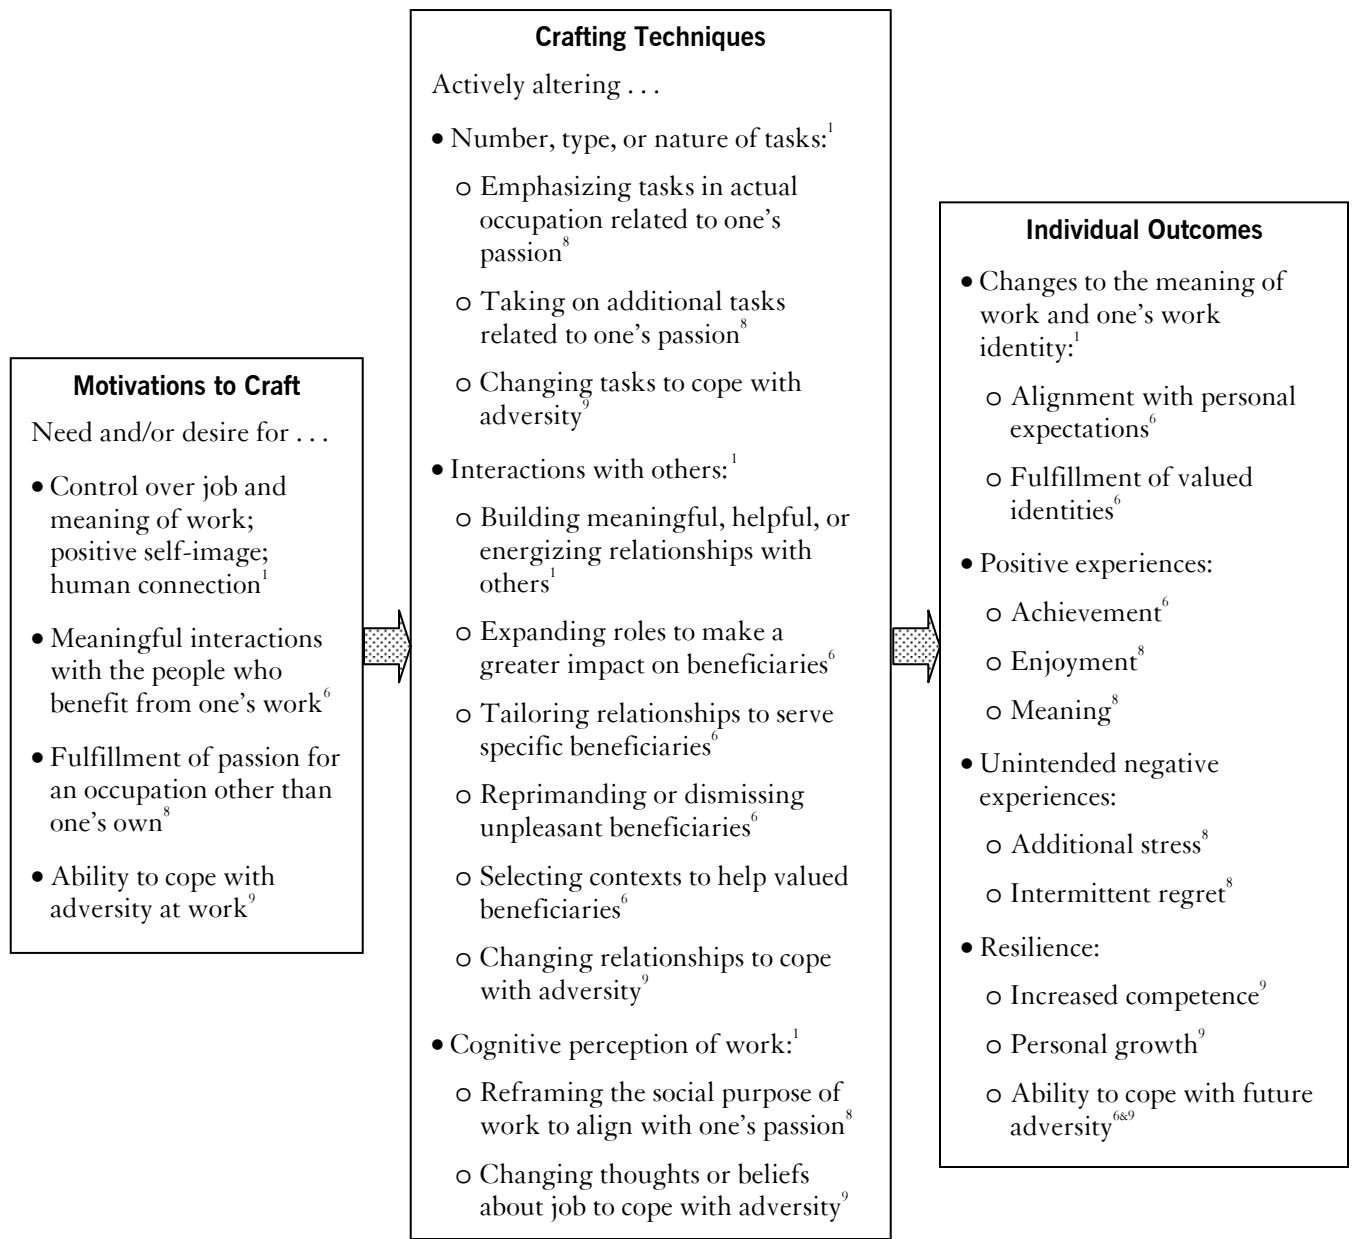 Motivations to Craft
Need and/or desire for . . .
• Control over job and
meaning of work;
positive self-image;
human connection¹
• Meaningful interactions
with the people who
benefit from one’s work⁶
• Fulfillment of passion for
an occupation other than
one’s own⁸
• Ability to cope with
adversity at work⁹
Crafting Techniques
Actively altering . . .
• Number, type, or nature of tasks:¹
o Emphasizing tasks in actual
occupation related to one’s
passion⁸
o Taking on additional tasks
related to one’s passion⁸
o Changing tasks to cope with
adversity⁹
• Interactions with others:¹
o Building meaningful, helpful, or
energizing relationships with
others¹
o Expanding roles to make a
greater impact on beneficiaries⁶
o Tailoring relationships to serve
specific beneficiaries⁶
o Reprimanding or dismissing
unpleasant beneficiaries⁶
o Selecting contexts to help valued
beneficiaries⁶
o Changing relationships to cope
with adversity⁹
• Cognitive perception of work:¹
o Reframing the social purpose of
work to align with one’s passion⁸
o Changing thoughts or beliefs
about job to cope with adversity⁹
Individual Outcomes
• Changes to the meaning of
work and one’s work
identity:¹
o Alignment with personal
expectations⁶
o Fulfillment of valued
identities⁶
• Positive experiences:
o Achievement⁶
o Enjoyment⁸
o Meaning⁸
• Unintended negative
experiences:
o Additional stress⁸
o Intermittent regret⁸
• Resilience:
o Increased competence⁹
o Personal growth⁹
o Ability to cope with future
adversity⁶&⁹